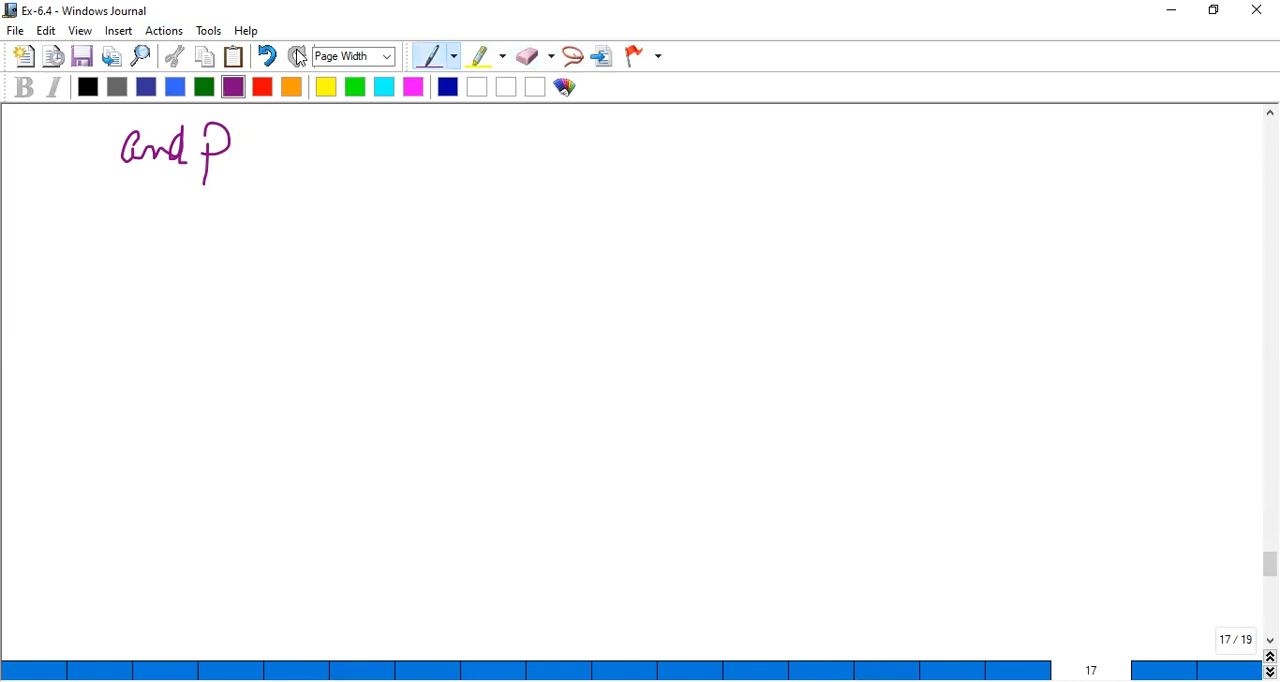 Ex-6.4 - Windows Journal
File Edit View Insert Actions Tools Help
Page Width
B I
and P
17 / 19
17